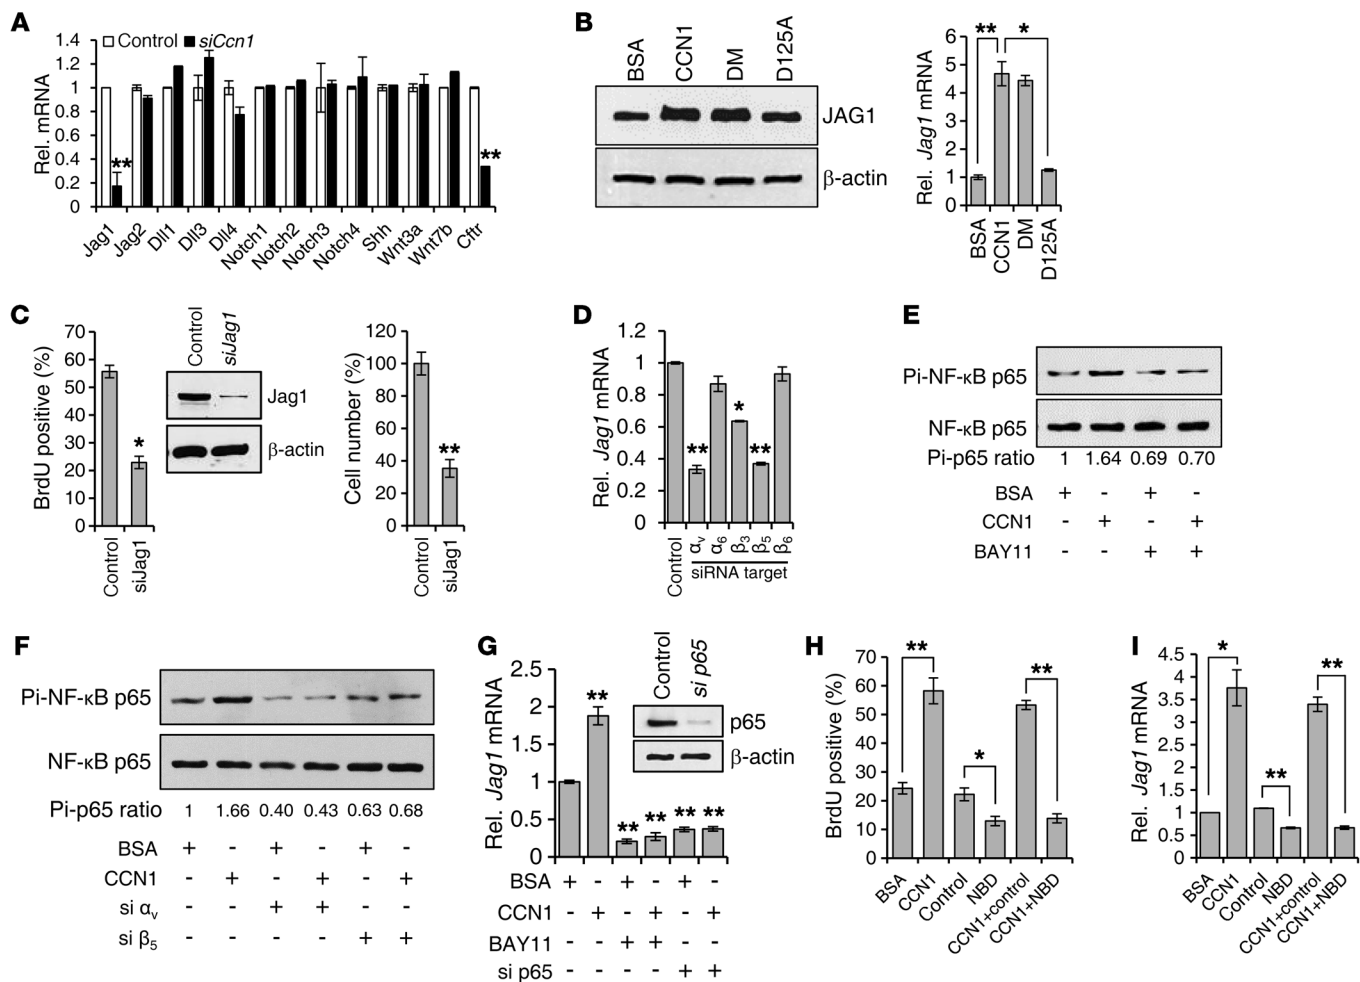 A
Rel. mRNA
1.4
1.2
1
0.8
0.6
0.4
0.2
0
Control siCcn1
**
**
Jag1 Jag2 Dll1 Dll3 Dll4 Notch1 Notch2 Notch3 Notch4 Shh Wnt3a Wnt7b Cftr
B
BSA CCN1 DM D125A
JAG1
β-actin
Rel. Jag1 mRNA
6
5
4
3
2
1
0
** *
BSA CCN1 DM D125A
C
BrdU positive (%)
70
60
50
40
30
20
10
0
*
Control siJag1
Control siJag1
Jag1
β-actin
Cell number (%)
120
100
80
60
40
20
0
**
Control siJag1
D
Rel. Jag1 mRNA
1.2
1
0.8
0.6
0.4
0.2
0
** * **
Control αv α6 β3 β5 β6
siRNA target
E
Pi-NF-κB p65
NF-κB p65
Pi-p65 ratio 1 1.64 0.69 0.70
BSA + - + -
CCN1 - + - +
BAY11 - - + +
F
Pi-NF-κB p65
NF-κB p65
Pi-p65 ratio 1 1.66 0.40 0.43 0.63 0.68
BSA + - + - + -
CCN1 - + - + - +
si αv - - + + - -
si β5 - - - - + +
G
Rel. Jag1 mRNA
2.5
2
1.5
1
0.5
0
** ** ** ** **
Control si p65
p65
β-actin
BSA + - + - + -
CCN1 - + - + - +
BAY11 - - + + - -
si p65 - - - - + +
H
BrdU positive (%)
70
60
50
40
30
20
10
0
** * **
BSA CCN1 Control NBD CCN1+control CCN1+NBD
I
Rel. Jag1 mRNA
4.5
4
3.5
3
2.5
2
1.5
1
0.5
0
* ** **
BSA CCN1 Control NBD CCN1+control CCN1+NBD